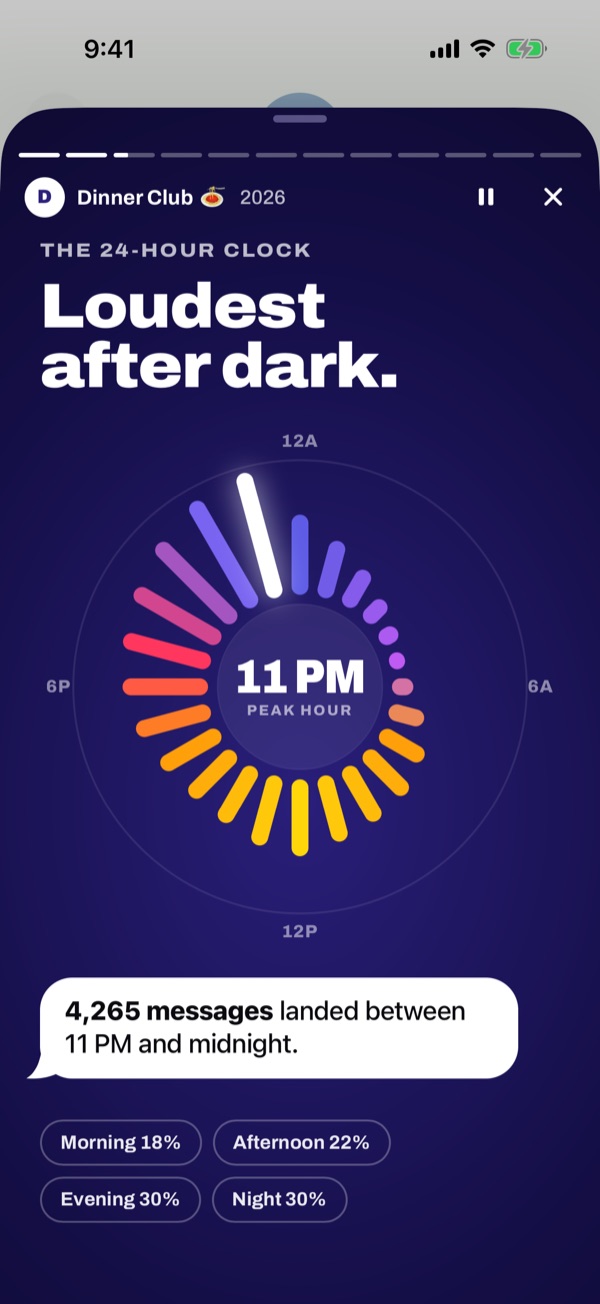 9:41
D
Dinner Club 🍝 2026
THE 24-HOUR CLOCK
Loudest
after dark.
12A
6P
11 PM
PEAK HOUR
6A
12P
4,265 messages landed between
11 PM and midnight.
Morning 18%
Afternoon 22%
Evening 30%
Night 30%